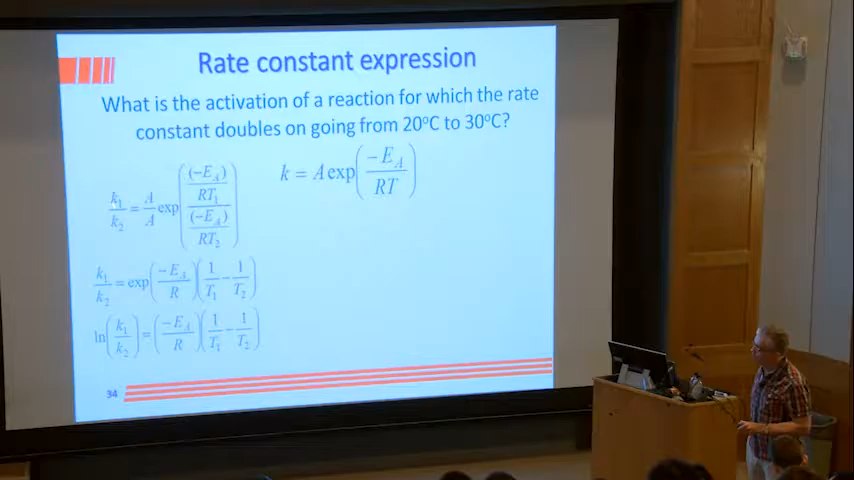 Rate constant expression
What is the activation of a reaction for which the rate
constant doubles on going from 20°C to 30°C?
k = A exp(−E_A / RT)
k₁/k₂ = A/A exp(((−E_A)/RT₁) / ((−E_A)/RT₂))
k₁/k₂ = exp(−E_A/R)(1/T₁ − 1/T₂)
ln(k₁/k₂) = (−E_A/R)(1/T₁ − 1/T₂)
34